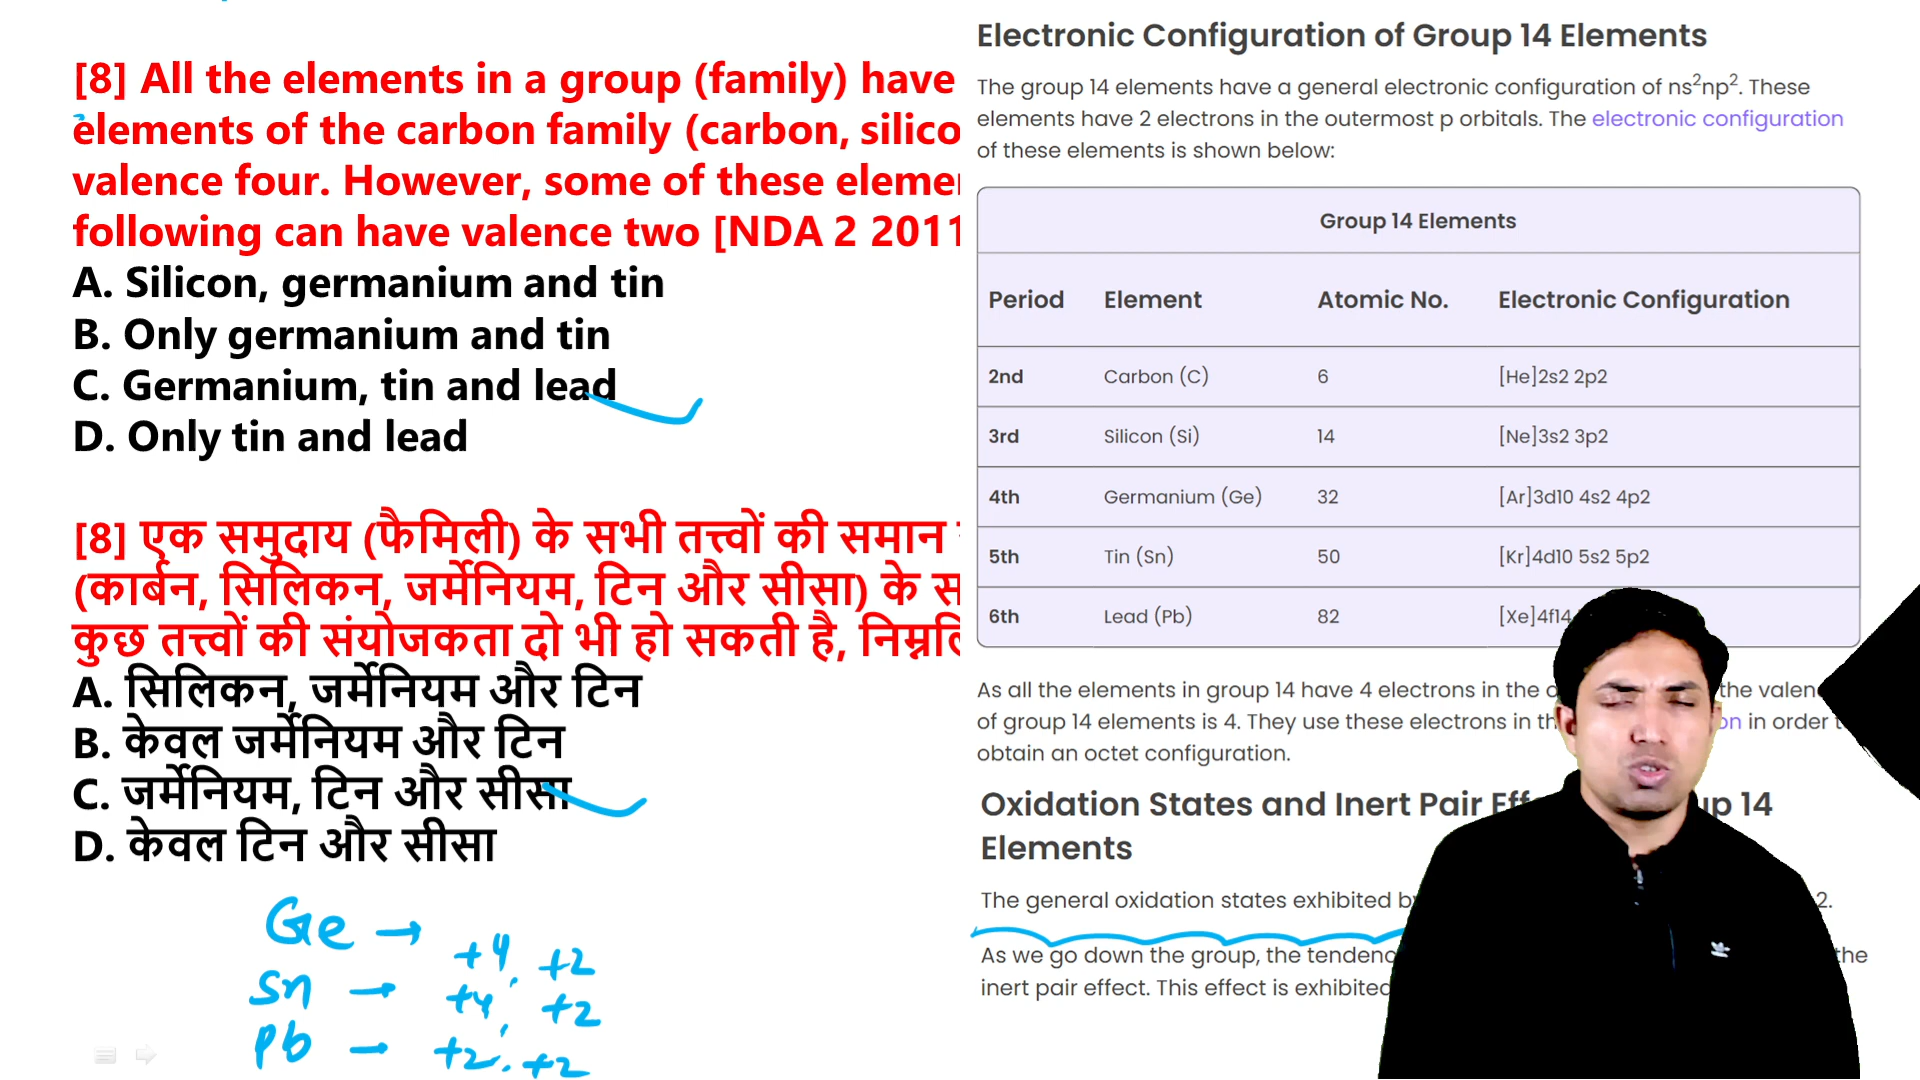 [8] All the elements in a group (family) have
elements of the carbon family (carbon, silico
valence four. However, some of these elemen
following can have valence two [NDA 2 2011
A. Silicon, germanium and tin
B. Only germanium and tin
C. Germanium, tin and lead
D. Only tin and lead
[8] एक समुदाय (फैमिली) के सभी तत्त्वों की समान
(कार्बन, सिलिकन, जर्मेनियम, टिन और सीसा) के स
कुछ तत्त्वों की संयोजकता दो भी हो सकती है,
A. सिलिकन, जर्मेनियम और टिन
B. केवल जर्मेनियम और टिन
C. जर्मेनियम, टिन और सीसा
D. केवल टिन और सीसा
Ge → +4, +2
Sn → +4, +2
Pb → +2, +2
Electronic Configuration of Group 14 Elements
The group 14 elements have a general electronic configuration of ns²np². These
elements have 2 electrons in the outermost p orbitals. The electronic configuration
of these elements is shown below:
Group 14 Elements
Period Element Atomic No. Electronic Configuration
2nd Carbon (C) 6 [He]2s2 2p2
3rd Silicon (Si) 14 [Ne]3s2 3p2
4th Germanium (Ge) 32 [Ar]3d10 4s2 4p2
5th Tin (Sn) 50 [Kr]4d10 5s2 5p2
6th Lead (Pb) 82 [Xe]4f14
As all the elements in group 14 have 4 electrons in the the valen
of group 14 elements is 4. They use these electrons in th on in order t
obtain an octet configuration.
Oxidation States and Inert Pair Eff up 14
Elements
The general oxidation states exhibited b 2.
As we go down the group, the tendenc the
inert pair effect. This effect is exhibited